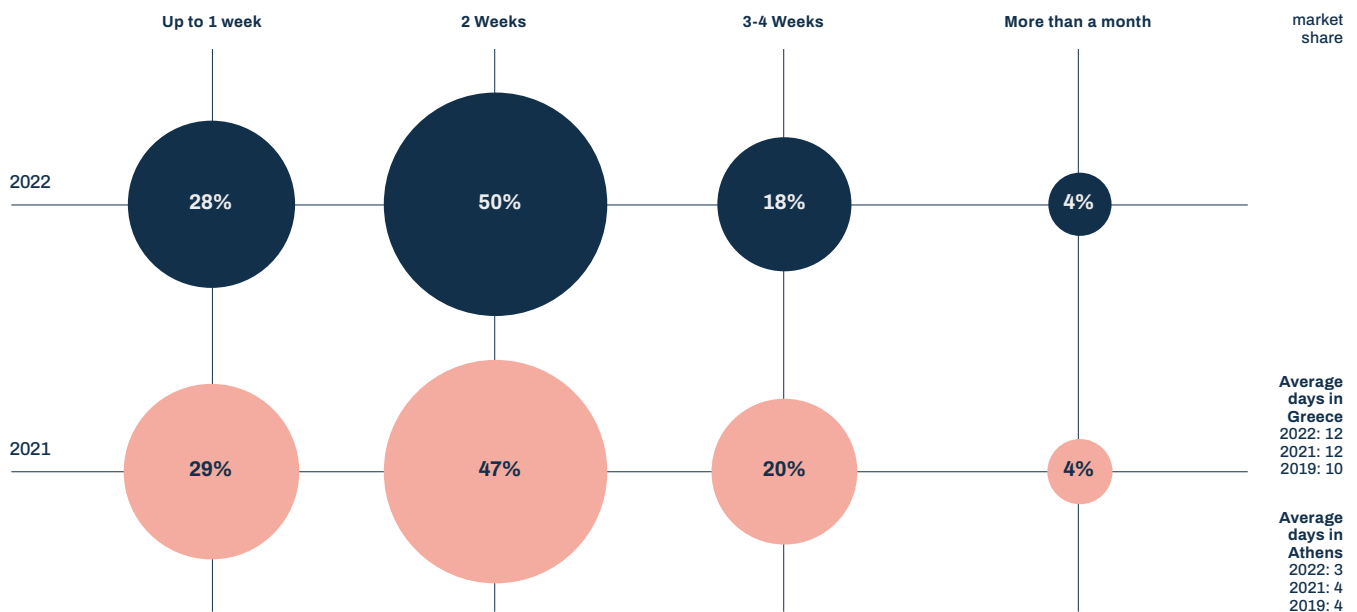 Up to 1 week
2 Weeks
3-4 Weeks
More than a month
market
share
2022
28%
50%
18%
4%
2021
29%
47%
20%
4%
Average
days in
Greece
2022: 12
2021: 12
2019: 10
Average
days in
Athens
2022: 3
2021: 4
2019: 4